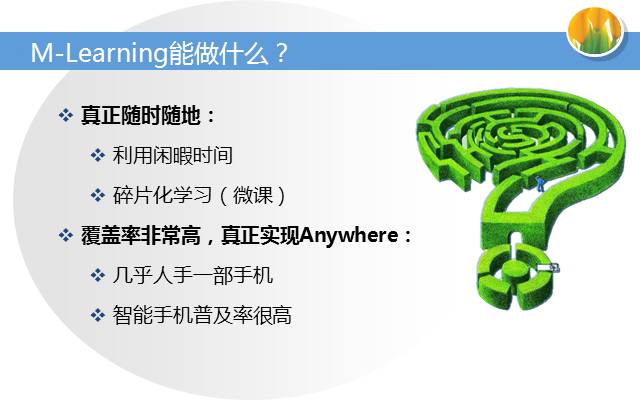 M-Learning能做什么？
真正随时随地：
利用闲暇时间
碎片化学习（微课）
覆盖率非常高，真正实现Anywhere：
几乎人手一部手机
智能手机普及率很高